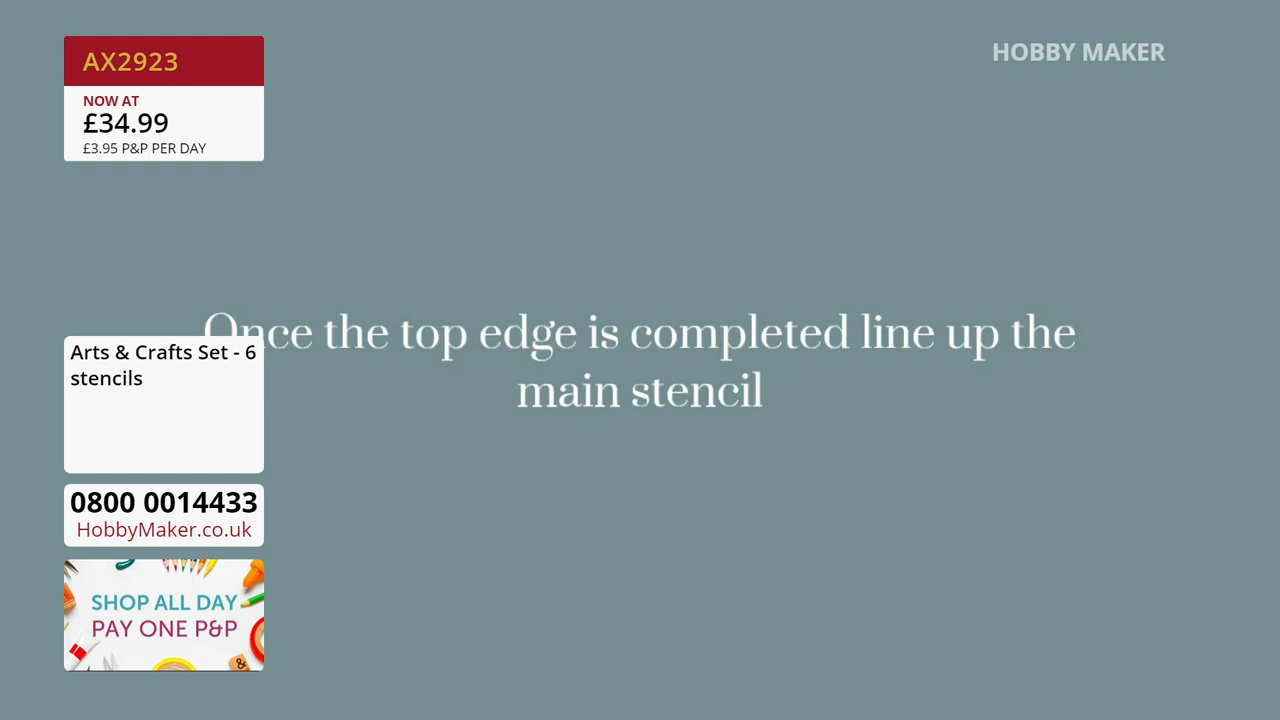 AX2923
NOW AT
£34.99
£3.95 P&P PER DAY
HOBBY MAKER
Once the top edge is completed line up the
main stencil
Arts & Crafts Set - 6
stencils
0800 0014433
HobbyMaker.co.uk
SHOP ALL DAY
PAY ONE P&P
&